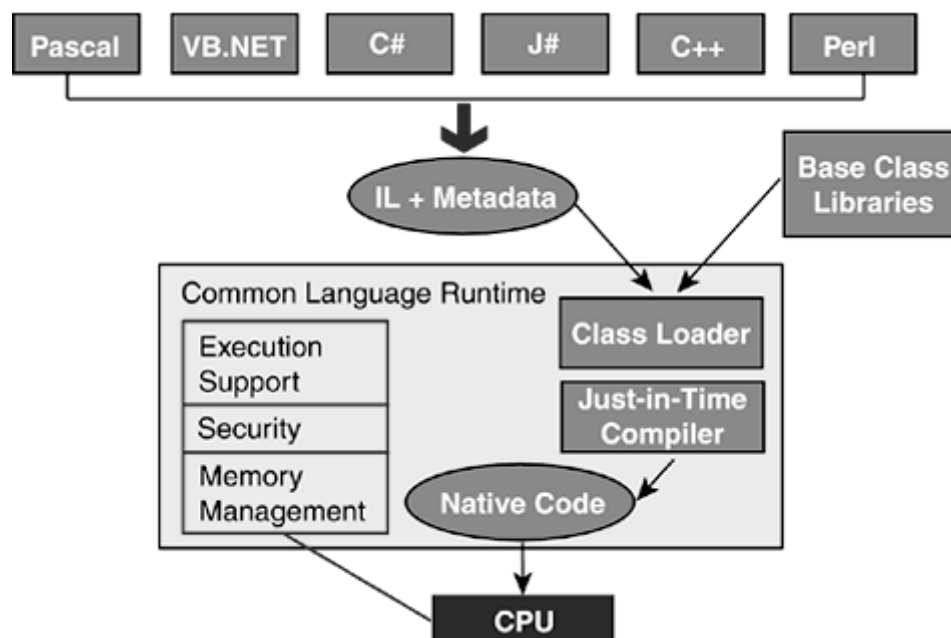 Pascal
VB.NET
C#
J#
C++
Perl
IL + Metadata
Base Class
Libraries
Common Language Runtime
Execution
Support
Security
Memory
Management
Class Loader
Just-in-Time
Compiler
Native Code
CPU